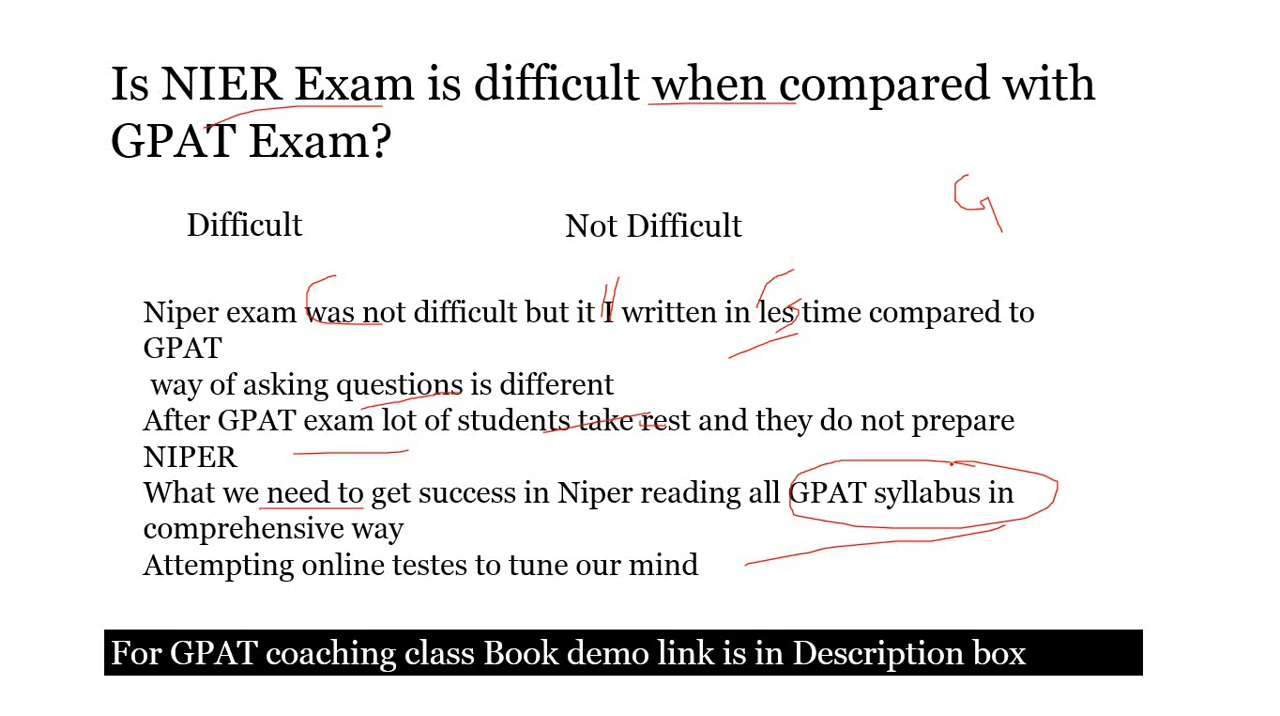 Is NIER Exam is difficult when compared with
GPAT Exam?
Difficult
Not Difficult
Niper exam was not difficult but it I written in les time compared to
GPAT
way of asking questions is different
After GPAT exam lot of students take rest and they do not prepare
NIPER
What we need to get success in Niper reading all GPAT syllabus in
comprehensive way
Attempting online testes to tune our mind
For GPAT coaching class Book demo link is in Description box